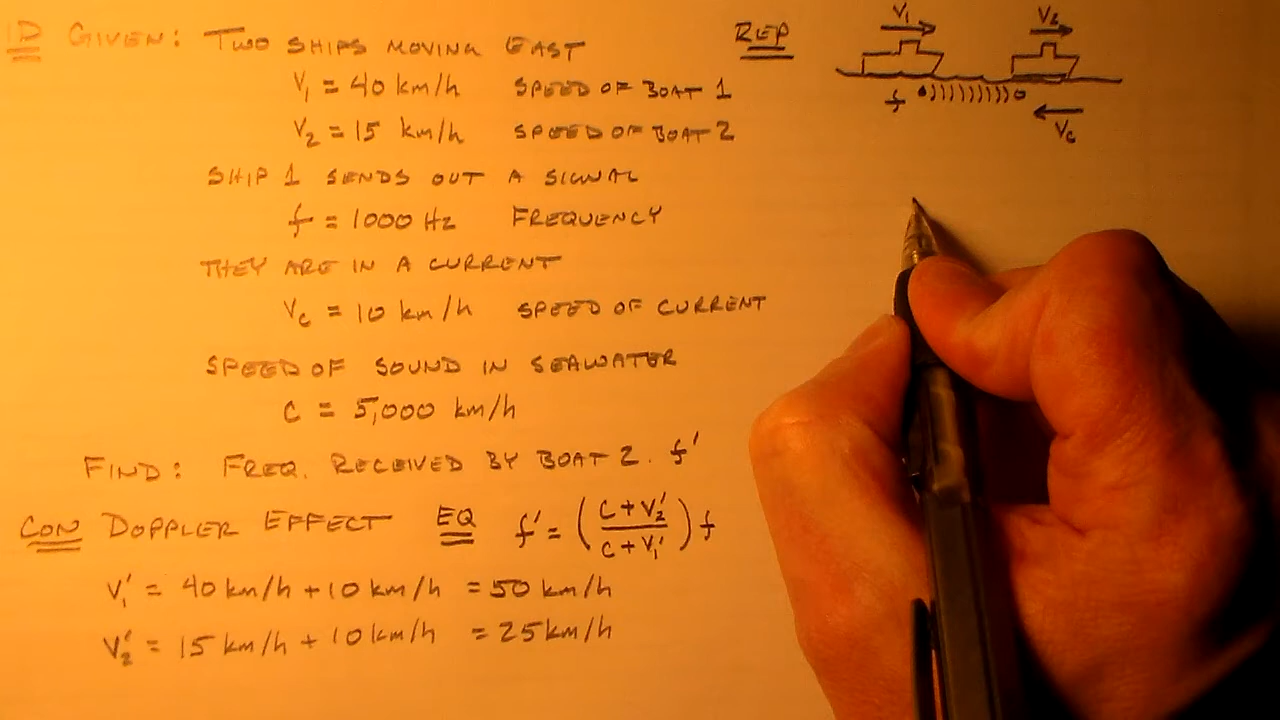 ID GIVEN: TWO SHIPS MOVING EAST
V₁ = 40 km/h SPEED OF BOAT 1
V₂ = 15 km/h SPEED OF BOAT 2
SHIP 1 SENDS OUT A SIGNAL
f = 1000 Hz FREQUENCY
THEY ARE IN A CURRENT
Vc = 10 km/h SPEED OF CURRENT
SPEED OF SOUND IN SEAWATER
C = 5,000 km/h
FIND: FREQ. RECEIVED BY BOAT 2. f'
CON DOPPLER EFFECT EQ f' = ((C + V₂')/(C + V₁')) f
V₁' = 40 km/h + 10 km/h = 50 km/h
V₂' = 15 km/h + 10 km/h = 25 km/h
REP
V₁ V₂
f
Vc